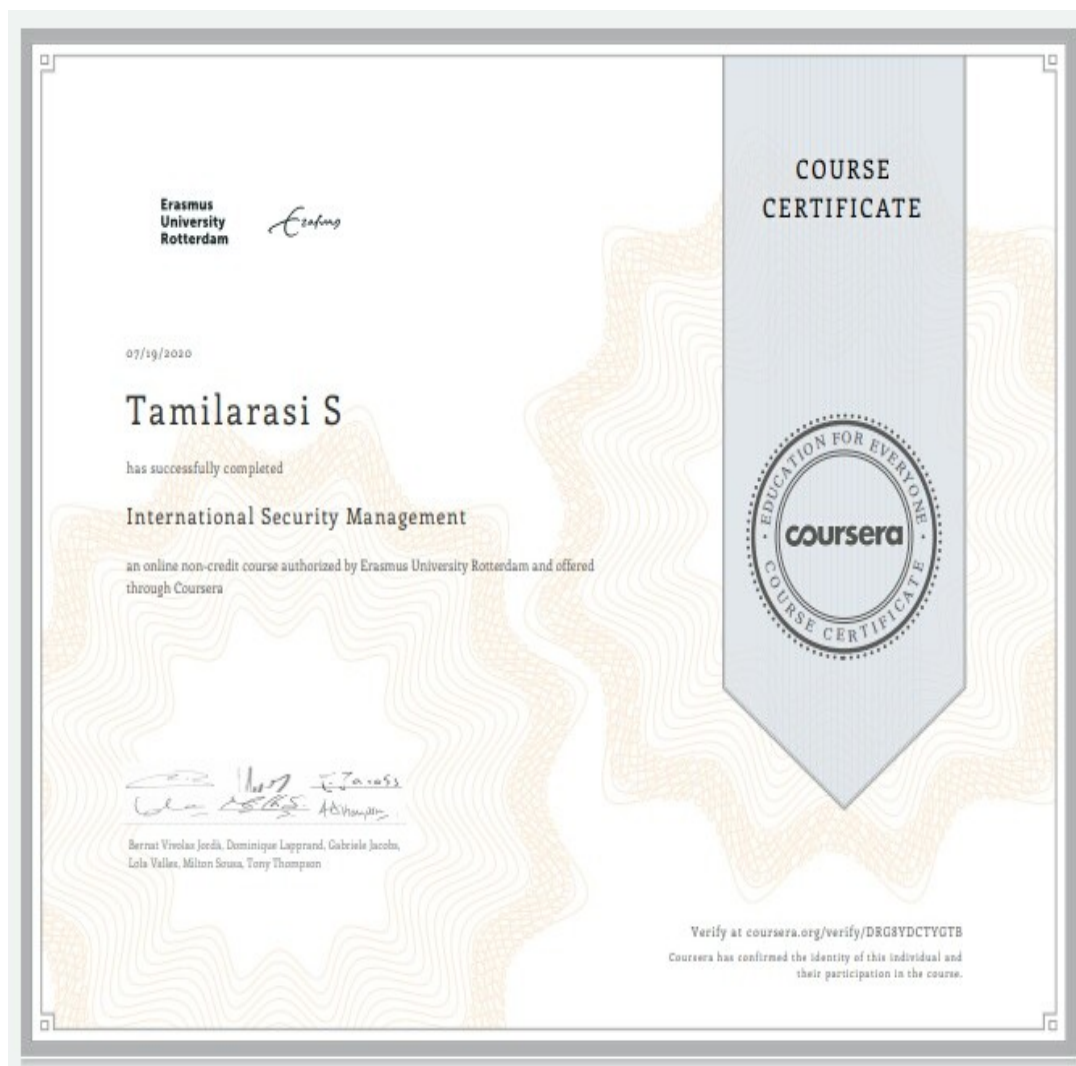 Erasmus
University
Rotterdam
Erasmus
COURSE
CERTIFICATE
07/19/2020
Tamilarasi S
has successfully completed
International Security Management
an online non-credit course authorized by Erasmus University Rotterdam and offered
through Coursera
EDUCATION FOR EVERYONE
coursera
COURSE CERTIFICATE
E. Jacobs
Bernat Vivolas Jordà, Dominique Lapprand, Gabriele Jacobs,
Lola Valles, Milton Sousa, Tony Thompson
Verify at coursera.org/verify/DRG8YDCTYGTB
Coursera has confirmed the identity of this individual and
their participation in the course.